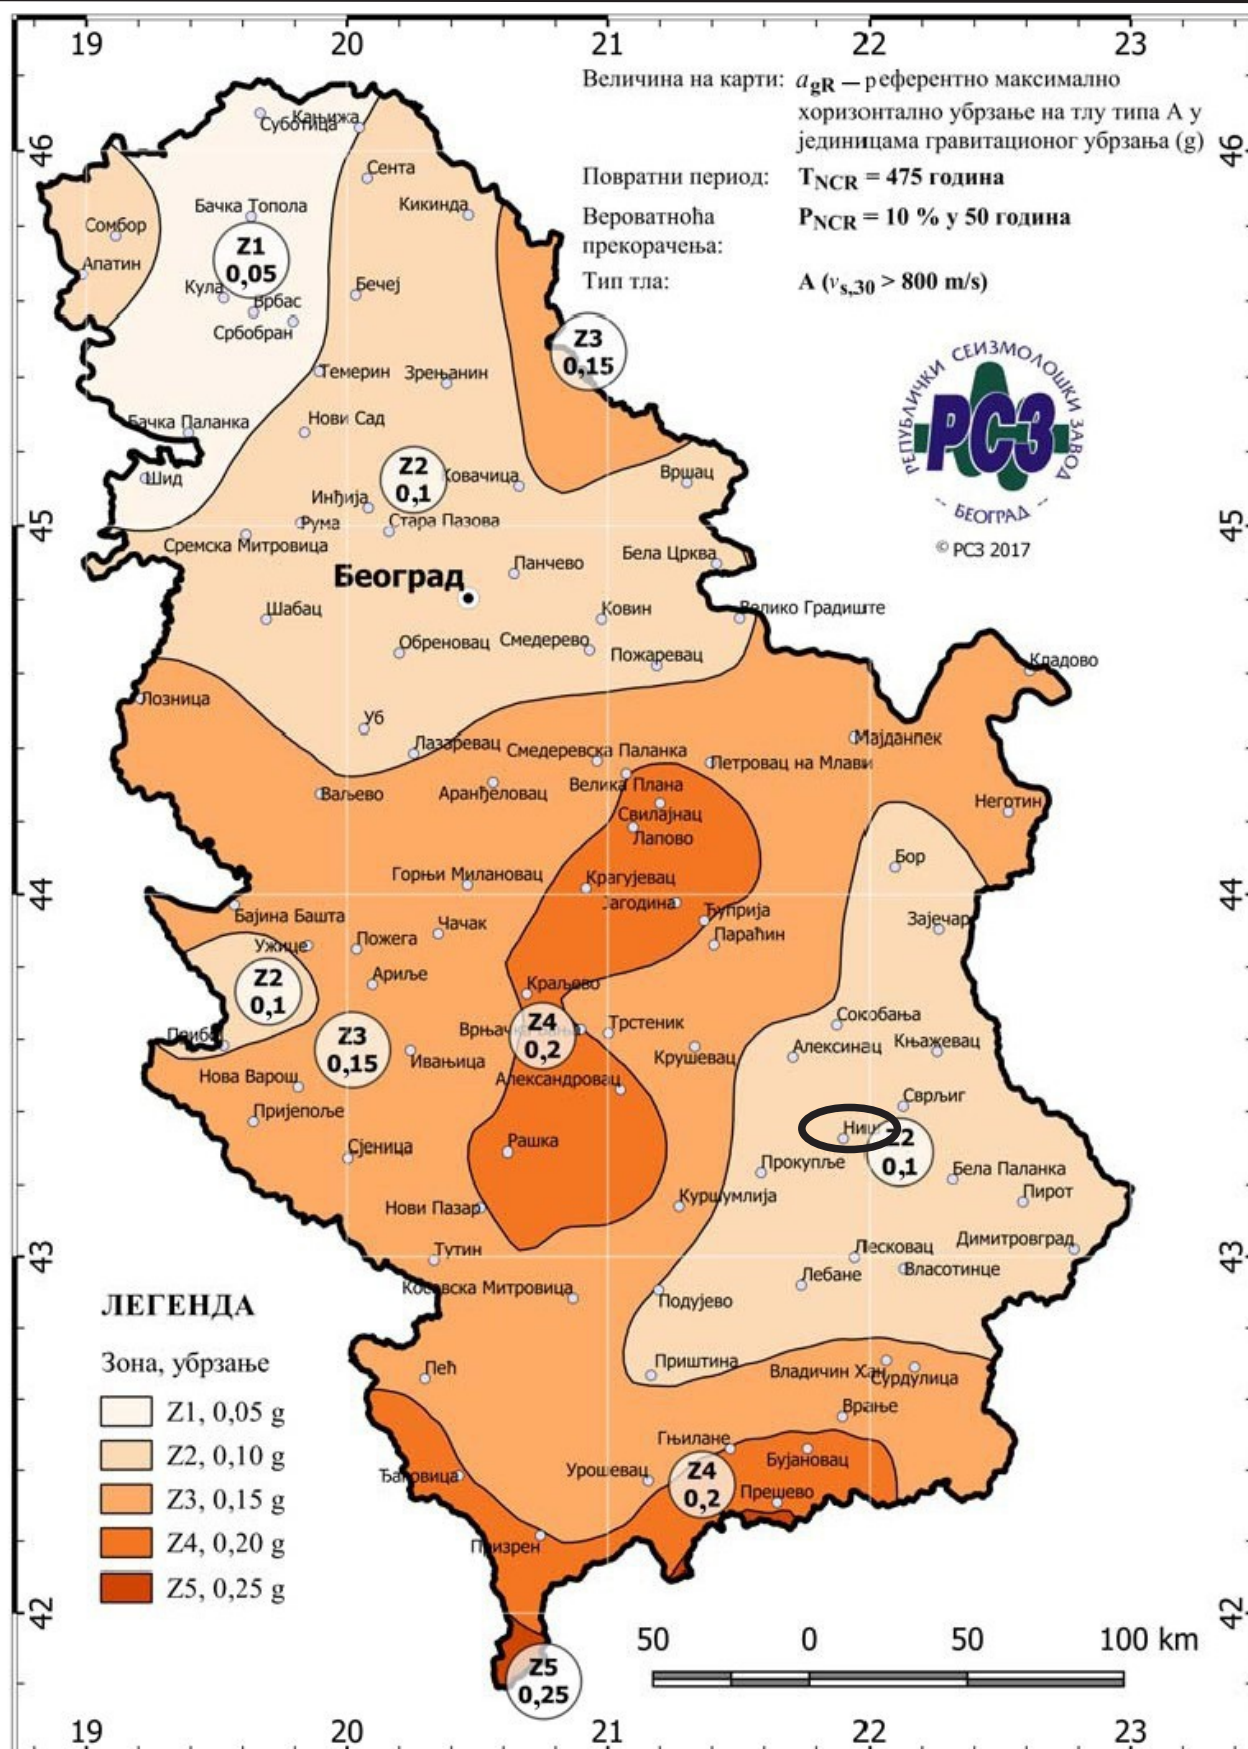 19 20 21 22 23
Величина на карти: agR — референтно максимално
хоризонтално убрзање на тлу типа А у
јединицама гравитационог убрзања (g)
Повратни период: TNCR = 475 година
Вероватноћа PNCR = 10 % у 50 година
прекорачења:
Тип тла: A (vs,30 > 800 m/s)
46 46
Суботица
Кањижа
Сента
Кикинда
Бачка Топола
Сомбор
Z1
0,05
Апатин
Кула
Врбас
Србобран
Бечеј
Z3
0,15
Темерин
Зрењанин
РЕПУБЛИЧКИ СЕИЗМОЛОШКИ ЗАВОД
РСЗ
-- БЕОГРАД --
© РСЗ 2017
Бачка Паланка
Нови Сад
Шид
Z2
0,1
Ковачица
Вршац
Инђија
45 45
Рума
Стара Пазова
Сремска Митровица
Бела Црква
Панчево
Београд
Шабац
Ковин
Велико Градиште
Обреновац
Смедерево
Пожаревац
Кладово
Лозница
Уб
Лазаревац
Смедеревска Паланка
Мајданпек
Петровац на Млави
Ваљево
Аранђеловац
Велика Плана
Неготин
Свилајнац
Лапово
Бор
Горњи Милановац
Крагујевац
44 44
Јагодина
Бајина Башта
Ћуприја
Зајечар
Чачак
Параћин
Ужице
Пожега
Ариље
Z2
0,1
Краљево
Сокобања
Z4
0,2
Трстеник
Z3
0,15
Алексинац
Књажевац
Ивањица
Крушевац
Нова Варош
Александровац
Сврљиг
Пријепоље
Ниш
Рашка
Z2
0,1
Сјеница
Прокупље
Бела Паланка
Куршумлија
Пирот
Нови Пазар
Димитровград
Тутин
Лесковац
43 43
Власотинце
Лебане
Косовска Митровица
Подујево
ЛЕГЕНДА
Зона, убрзање
Z1, 0,05 g
Z2, 0,10 g
Z3, 0,15 g
Z4, 0,20 g
Z5, 0,25 g
Пећ
Приштина
Владичин Хан
Сурдулица
Врање
Гњилане
Бујановац
Урошевац
Z4
0,2
Ђаковица
Прешево
Призрен
42 42
Z5
0,25
50 0 50 100 km
19 20 21 22 23